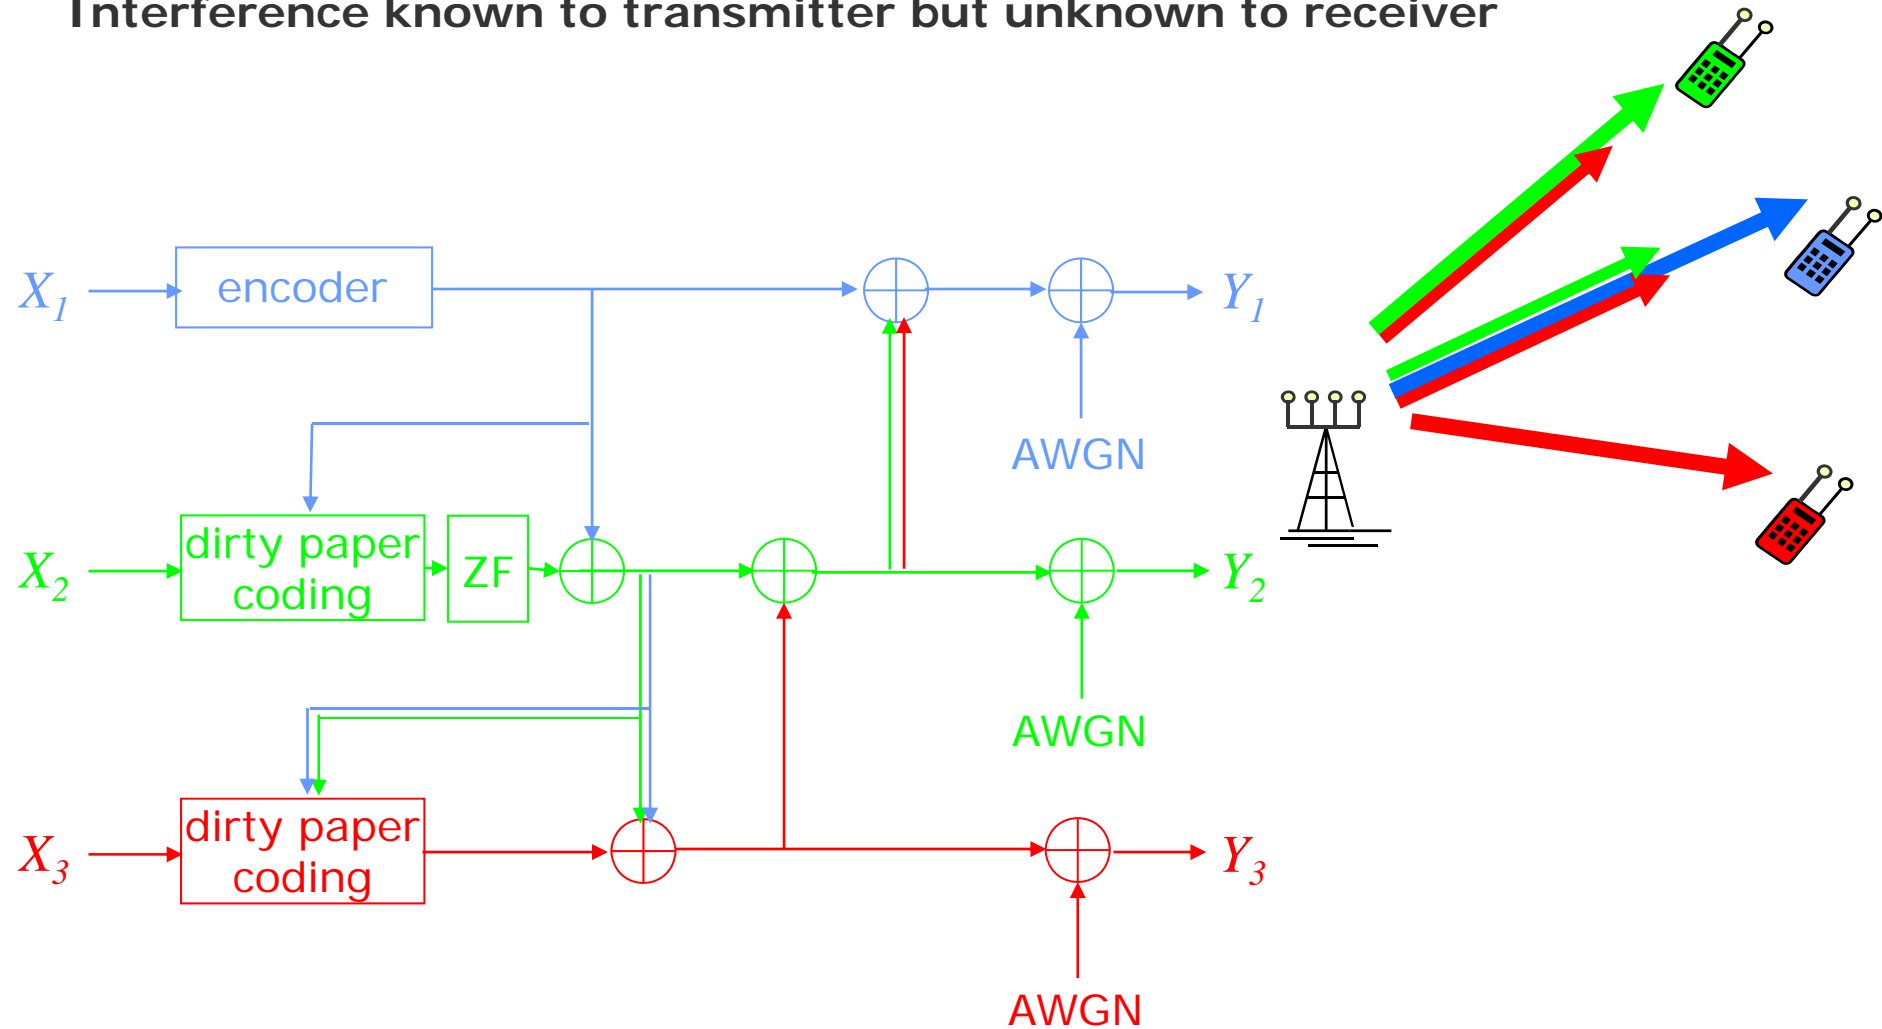 Interference known to transmitter but unknown to receiver
X1
encoder
Y1
AWGN
X2
dirty paper
coding
ZF
Y2
AWGN
X3
dirty paper
coding
Y3
AWGN